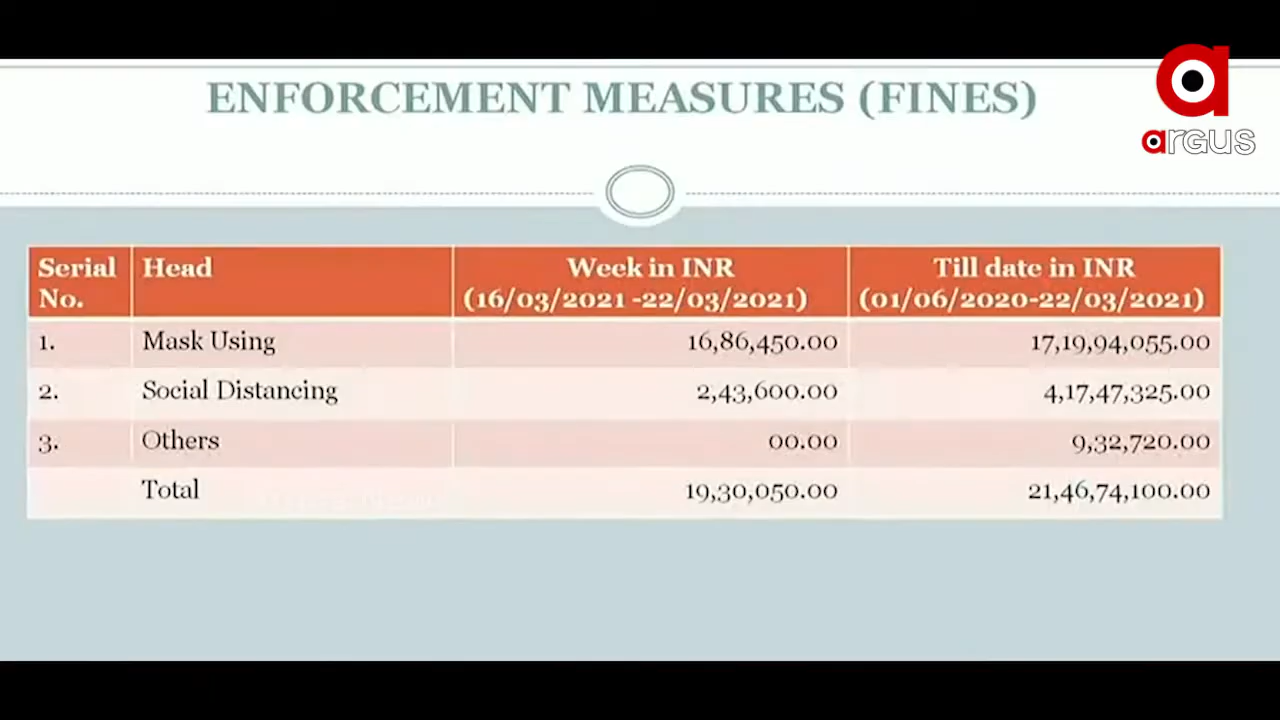 ENFORCEMENT MEASURES (FINES)
a
arGUS
Serial No. Head Week in INR (16/03/2021 -22/03/2021) Till date in INR (01/06/2020-22/03/2021)
1. Mask Using 16,86,450.00 17,19,94,055.00
2. Social Distancing 2,43,600.00 4,17,47,325.00
3. Others 00.00 9,32,720.00
Total 19,30,050.00 21,46,74,100.00